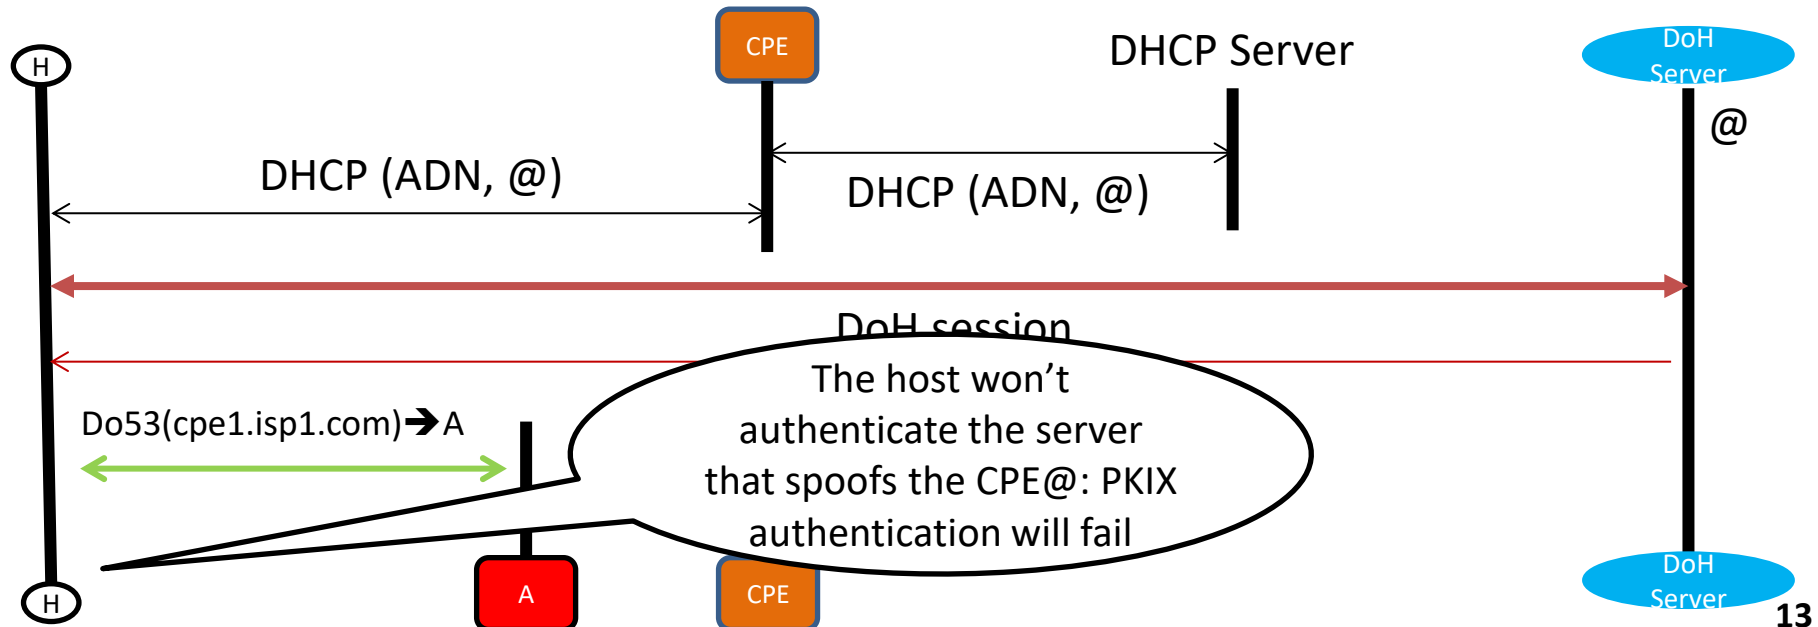 H
CPE
DHCP Server
DoH
Server
@
DHCP (ADN, @)
DHCP (ADN, @)
DoH session
Do53(cpe1.isp1.com)➔A
The host won’t
authenticate the server
that spoofs the CPE@: PKIX
authentication will fail
H
A
CPE
DoH
Server
13